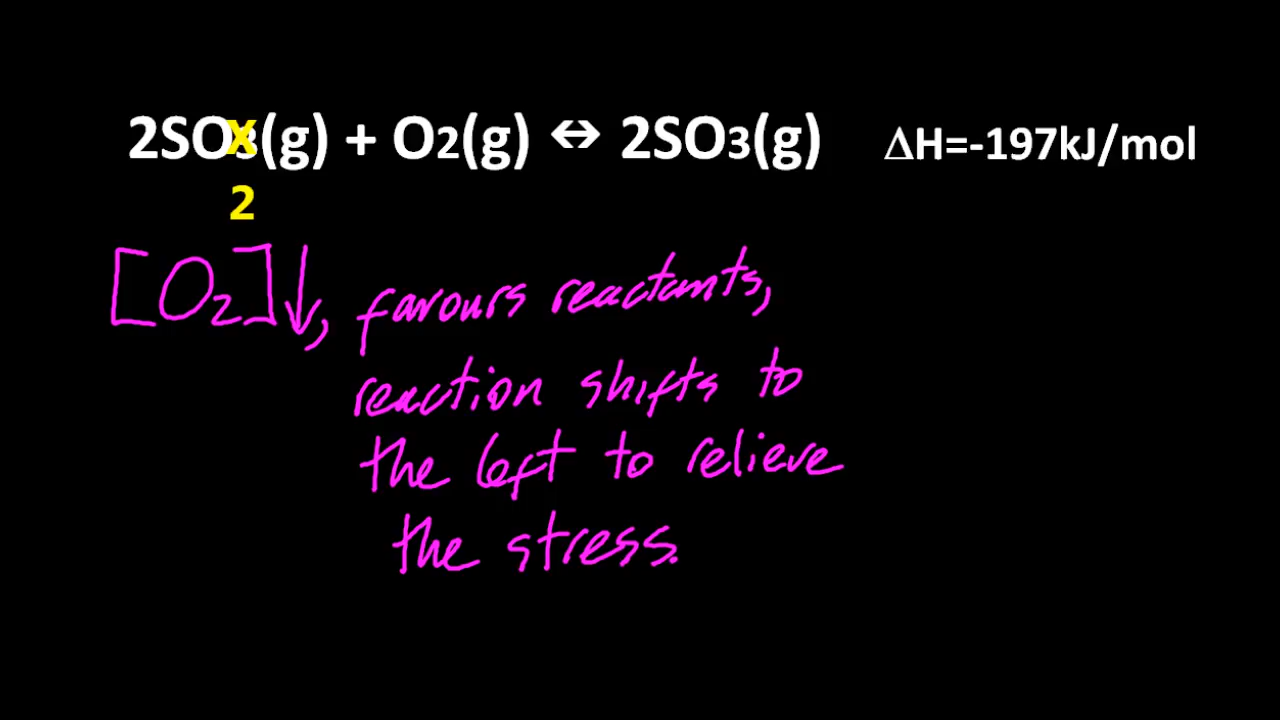 2SO3(g) + O2(g) ↔ 2SO3(g) ΔH=-197kJ/mol
X
2
[O2]↓, favours reactants,
reaction shifts to
the left to relieve
the stress.